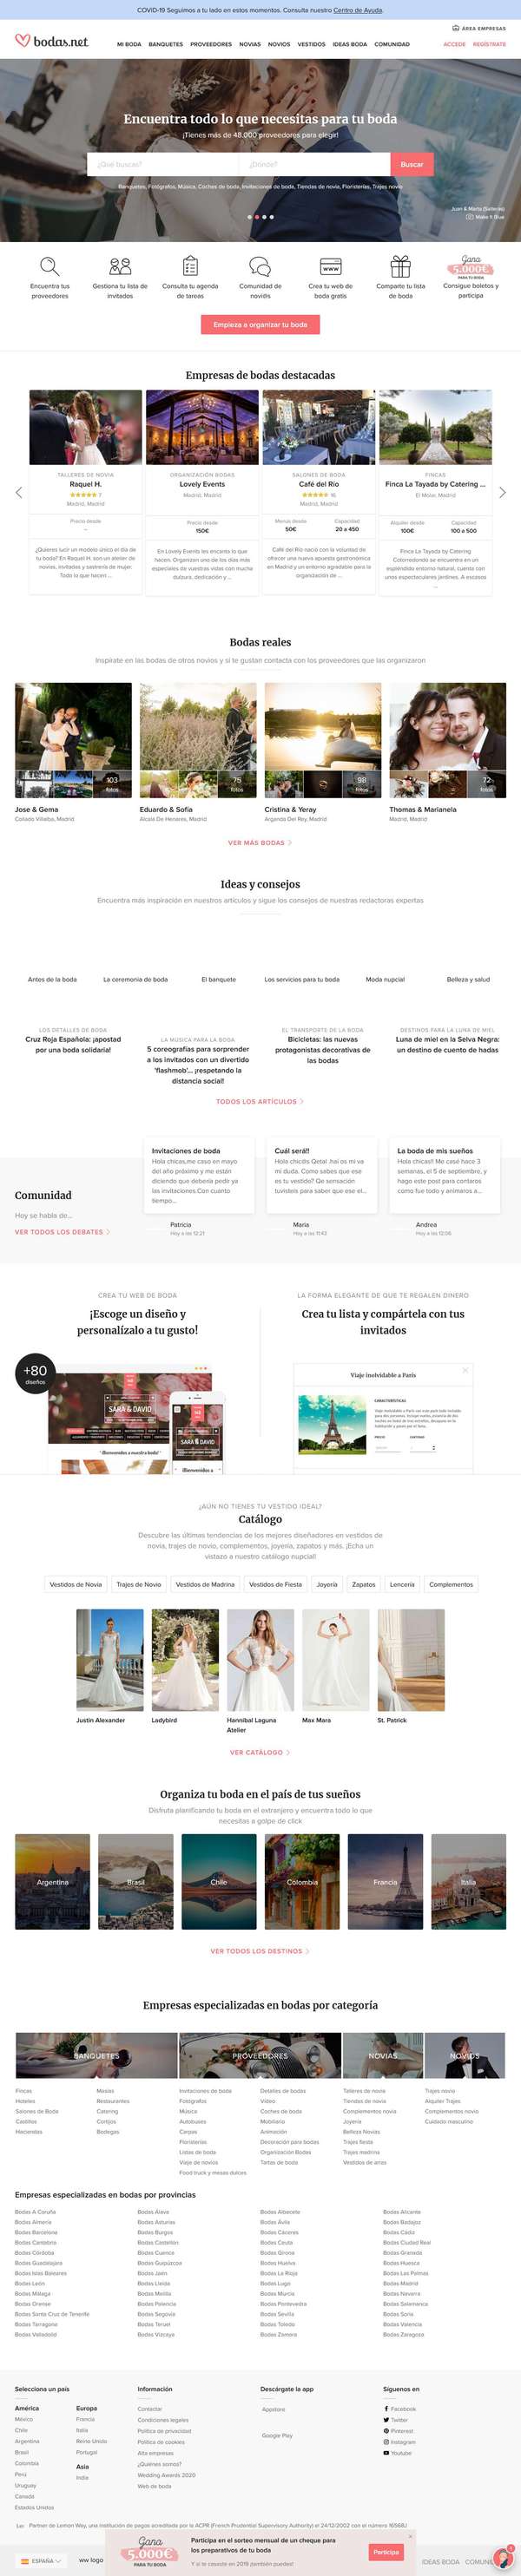 COVID-19 Seguimos a tu lado en estos momentos. Consulta nuestro Centro de Ayuda.
ÁREA EMPRESAS
bodas.net
MI BODA BANQUETES PROVEEDORES NOVIAS NOVIOS VESTIDOS IDEAS BODA COMUNIDAD
ACCEDE REGÍSTRATE
Encuentra todo lo que necesitas para tu boda
¡Tienes más de 48.000 proveedores para elegir!
¿Qué buscas? ¿Dónde? Buscar
Banquetes, Fotógrafos, Música, Coches de boda, Invitaciones de boda, Tiendas de novia, Floristerías, Trajes novio
Make It Blue
Encuentra tus proveedores
Gestiona tu lista de invitados
Consulta tu agenda de tareas
Comunidad de nov@s
www
Crea tu web de boda gratis
Comparte tu lista de boda
Gana
5.000€
PARA TU BODA
Consigue boletos y participa
Empieza a organizar tu boda
Empresas de bodas destacadas
TALLERES DE NOVIA
Raquel H.
7
Madrid, Madrid
Precio desde
ORGANIZACIÓN BODAS
Lovely Events
Madrid, Madrid
Precio desde
150€
SALONES DE BODA
Café del Rio
Madrid, Madrid
Menús desde Capacidad
50€ 20 a 450
FINCAS
Finca La Tayada by Catering ...
El Molar, Madrid
Alquiler desde Capacidad
100€ 100 a 500
¿Quieres lucir un modelo único el día de
tu boda? En Raquel H. son un atelier de
novias, invitadas y sastrería de mujer.
Todo lo que hacen ...
En Lovely Events les encanta lo que
hacen. Organizan uno de los días más
especiales de vuestras vidas con mucha
dulzura, dedicación y ...
Café del Río nació con la voluntad de
ofrecer una nueva apuesta gastronómica
en Madrid y un entorno agradable para la
organización de ...
Finca La Tayada by Catering
espléndido entorno natural, cuenta con
unos espectaculares jardines. A escasos
...
Bodas reales
Inspírate en las bodas de otros novios y si te gustan contacta con los proveedores que las organizaron
103 fotos
75 fotos
98 fotos
72 fotos
Jose & Gema
Collado Villalba, Madrid
Eduardo & Sofia
Alcala De Henares, Madrid
Cristina & Yeray
Arganda Del Rey, Madrid
Thomas & Marianela
Madrid, Madrid
VER MÁS BODAS
Ideas y consejos
Encuentra más inspiración en nuestros artículos y sigue los consejos de nuestras redactoras expertas
Antes de la boda La ceremonia de boda El banquete Los servicios para tu boda Moda nupcial Belleza y salud
LOS DETALLES DE BODA
Cruz Roja Española: ¡apostad
por una boda solidaria!
LA MÚSICA PARA LA BODA
5 coreografías para sorprender
a los invitados con un divertido
'flashmob'... ¡respetando la
distancia social!
EL TRANSPORTE DE LA BODA
Bicicletas: las nuevas
protagonistas decorativas de
las bodas
DESTINOS PARA LA LUNA DE MIEL
Luna de miel en la Selva Negra:
un destino de cuento de hadas
TODOS LOS ARTÍCULOS
Comunidad
Hoy se habla de...
VER TODOS LOS DEBATES
Invitaciones de boda
Hola chicas,me caso en mayo
del año próximo y me están
diciendo que debería pedir ya
las invitaciones.Con cuanto
tiempo...
Patricia
Hoy a las 12:21
Cuál será!!
Hola chic@s Qetal .hai os mi va
mi duda. Como sabes que ese
es tu vestido? Qe sensación
tuvisteis para saber que ese el...
Maria
Hoy a las 11:43
La boda de mis sueños
Hola chicas!! Me casé hace 3
semanas, el 5 de septiembre, y
hago este post para contaros
como fue todo y animaros a...
Andrea
Hoy a las 12:06
CREA TU WEB DE BODA
¡Escoge un diseño y
personalízalo a tu gusto!
+80
diseños
SARA & DAVID
SARA & DAVID
¡Bienvenidos a nuestra boda!
¡Bienvenidos a
LA FORMA ELEGANTE DE QUE TE REGALEN DINERO
Crea tu lista y compártela con tus
invitados
Viaje inolvidable a París
CARACTERÍSTICAS
PRECIO CANTIDAD
¿AÚN NO TIENES TU VESTIDO IDEAL?
Catálogo
Descubre las últimas tendencias de los mejores diseñadores en vestidos de
novia, trajes de novio, complementos, joyería, zapatos y más. ¡Echa un
vistazo a nuestro catálogo nupcial!
Vestidos de Novia Trajes de Novio Vestidos de Madrina Vestidos de Fiesta Joyería Zapatos Lencería Complementos
Justin Alexander
Ladybird
Hannibal Laguna Atelier
Max Mara
St. Patrick
VER CATÁLOGO
Organiza tu boda en el país de tus sueños
Disfruta planificando tu boda en el extranjero y encuentra todo lo que
necesitas a golpe de click
Argentina Brasil Chile Colombia Francia Italia
VER TODOS LOS DESTINOS
Empresas especializadas en bodas por categoría
BANQUETES PROVEEDORES NOVIAS NOVIOS
Fincas Masías Invitaciones de boda Detalles de bodas Talleres de novia Trajes novio
Hoteles Restaurantes Fotógrafos Vídeo Tiendas de novia Alquiler Trajes
Salones de Boda Catering Música Coches de boda Complementos novia Complementos novio
Castillos Cortijos Autobuses Mobiliario Joyería Cuidado masculino
Haciendas Bodegas Carpas Animación Belleza Novias
Floristerías Decoración para bodas Trajes fiesta
Listas de boda Organización Bodas Trajes madrina
Viaje de novios Tartas de boda Vestidos de arras
Food truck y mesas dulces
Empresas especializadas en bodas por provincias
Bodas A Coruña Bodas Álava Bodas Albacete Bodas Alicante
Bodas Almería Bodas Asturias Bodas Ávila Bodas Badajoz
Bodas Barcelona Bodas Burgos Bodas Cáceres Bodas Cádiz
Bodas Cantabria Bodas Castellón Bodas Ceuta Bodas Ciudad Real
Bodas Córdoba Bodas Cuenca Bodas Girona Bodas Granada
Bodas Guadalajara Bodas Guipúzcoa Bodas Huelva Bodas Huesca
Bodas Islas Baleares Bodas Jaén Bodas La Rioja Bodas Las Palmas
Bodas León Bodas Lleida Bodas Lugo Bodas Madrid
Bodas Málaga Bodas Melilla Bodas Murcia Bodas Navarra
Bodas Orense Bodas Palencia Bodas Pontevedra Bodas Salamanca
Bodas Santa Cruz de Tenerife Bodas Segovia Bodas Sevilla Bodas Soria
Bodas Tarragona Bodas Teruel Bodas Toledo Bodas Valencia
Bodas Valladolid Bodas Vizcaya Bodas Zamora Bodas Zaragoza
Selecciona un país
América
México
Chile
Argentina
Brasil
Colombia
Perú
Uruguay
Canadá
Estados Unidos
Europa
Francia
Italia
Reino Unido
Portugal
Asia
India
Información
Contactar
Condiciones legales
Política de privacidad
Política de cookies
Alta empresas
¿Quiénes somos?
Wedding Awards 2020
Web de boda
Descárgate la app
Appstore
Google Play
Síguenos en
Facebook
Twitter
Pinterest
Instagram
Youtube
Partner de Lemon Way, una institución de pagos acreditada por la ACPR (French Prudential Supervisory Authority) el 24/12/2002 con el número 16568J
ESPAÑA
ww logo
Gana
5.000€
PARA TU BODA
Participa en el sorteo mensual de un cheque para
los preparativos de tu boda
Y si te casaste en 2019 ¡también puedes!
Participa
IDEAS BODA COMUN